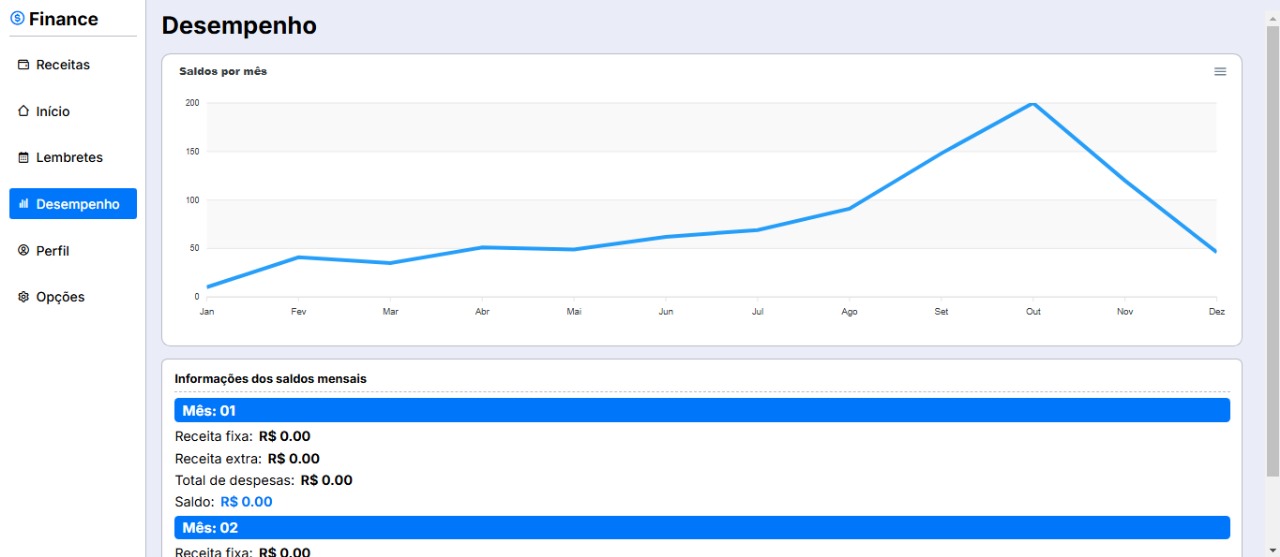 Finance
Receitas
Início
Lembretes
Desempenho
Perfil
Opções
Desempenho
Saldos por mês
200
150
100
50
0
Jan Fev Mar Abr Mai Jun Jul Ago Set Out Nov Dez
Informações dos saldos mensais
Mês: 01
Receita fixa: R$ 0.00
Receita extra: R$ 0.00
Total de despesas: R$ 0.00
Saldo: R$ 0.00
Mês: 02
Receita fixa: R$ 0.00